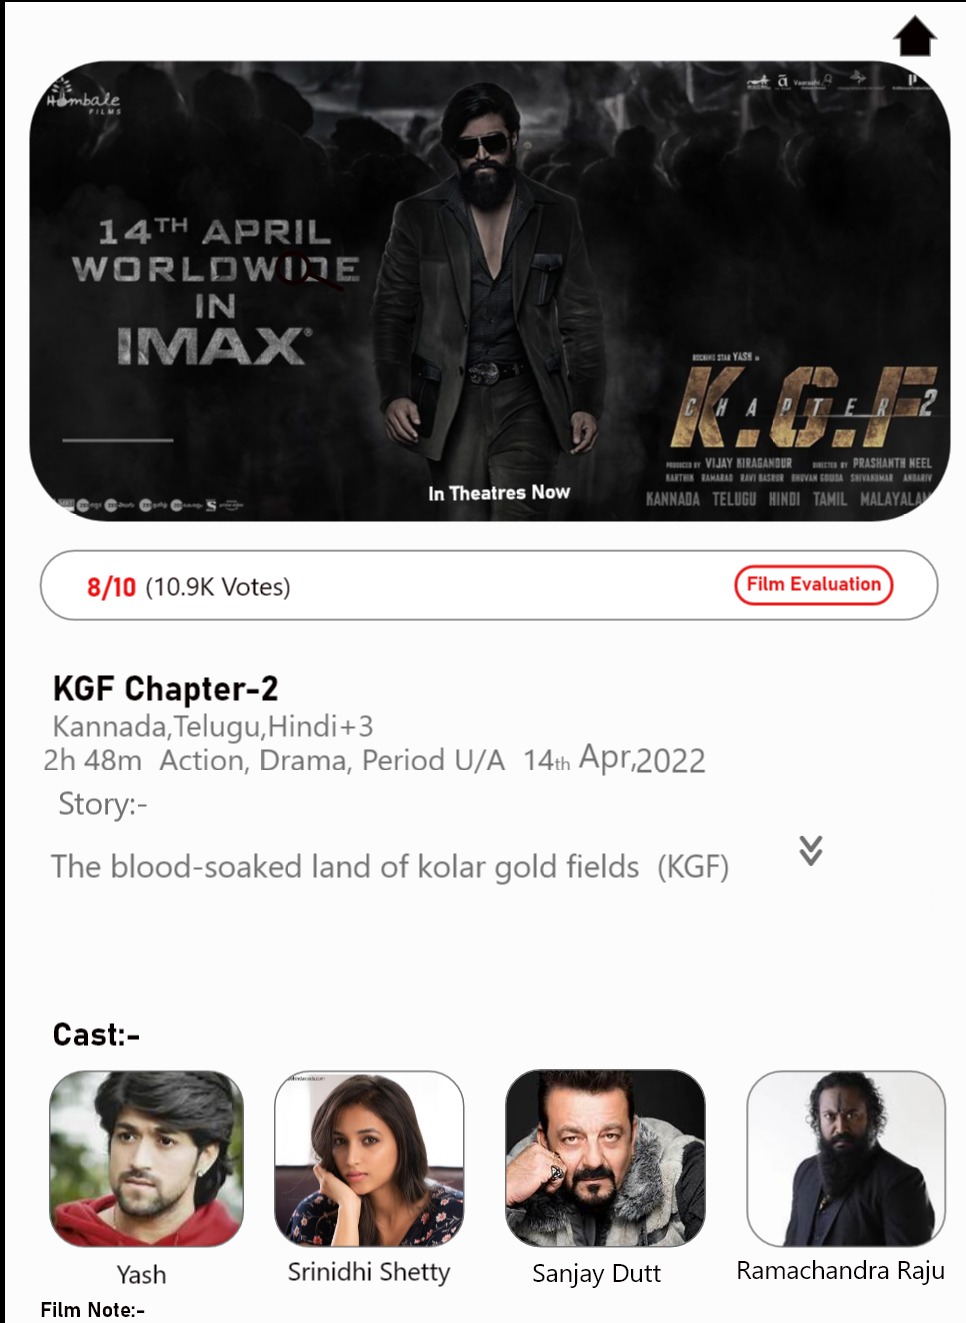 Hombale
FILMS
Vaaraahi
14TH APRIL
WORLDWIDE
IN
IMAX®
ROCKING STAR YASH IN
K.G.F
CHAPTER 2
PRODUCED BY VIJAY KIRAGANDUR DIRECTED BY PRASHANTH NEEL
KARTHIK RAMARAO RAVI BASRUR BHUVAN GOWDA SHIVAKUMAR ANBARIV
KANNADA TELUGU HINDI TAMIL MALAYALAM
In Theatres Now
8/10 (10.9K Votes)
Film Evaluation
KGF Chapter-2
Kannada,Telugu,Hindi+3
2h 48m Action, Drama, Period U/A 14th Apr,2022
Story:-
The blood-soaked land of kolar gold fields (KGF)
Cast:-
Yash
Srinidhi Shetty
Sanjay Dutt
Ramachandra Raju
Film Note:-